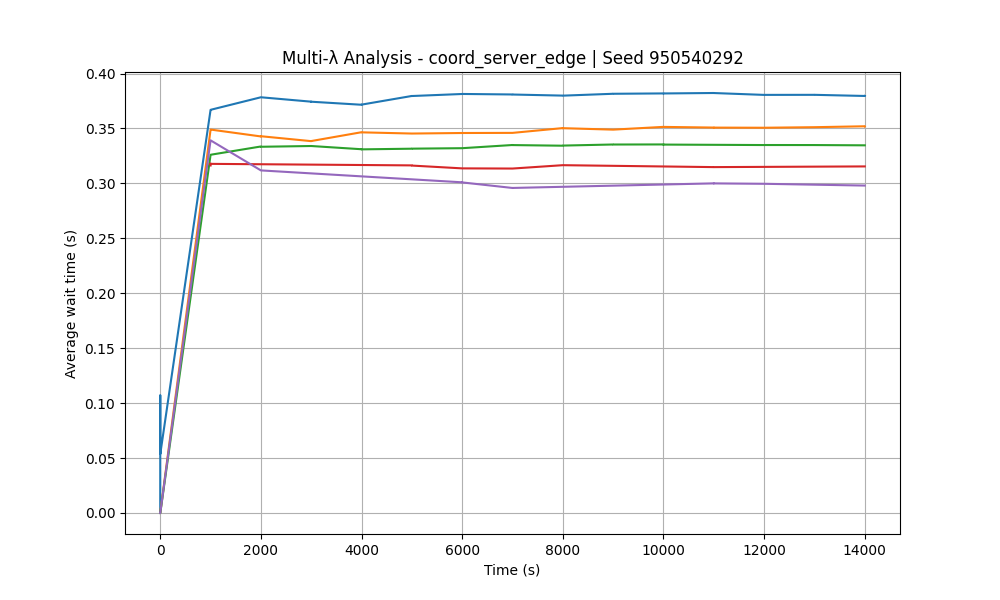 Multi-λ Analysis - coord_server_edge | Seed 950540292
0.40
0.35
0.30
0.25
0.20
0.15
0.10
0.05
0.00
Average wait time (s)
0 2000 4000 6000 8000 10000 12000 14000
Time (s)